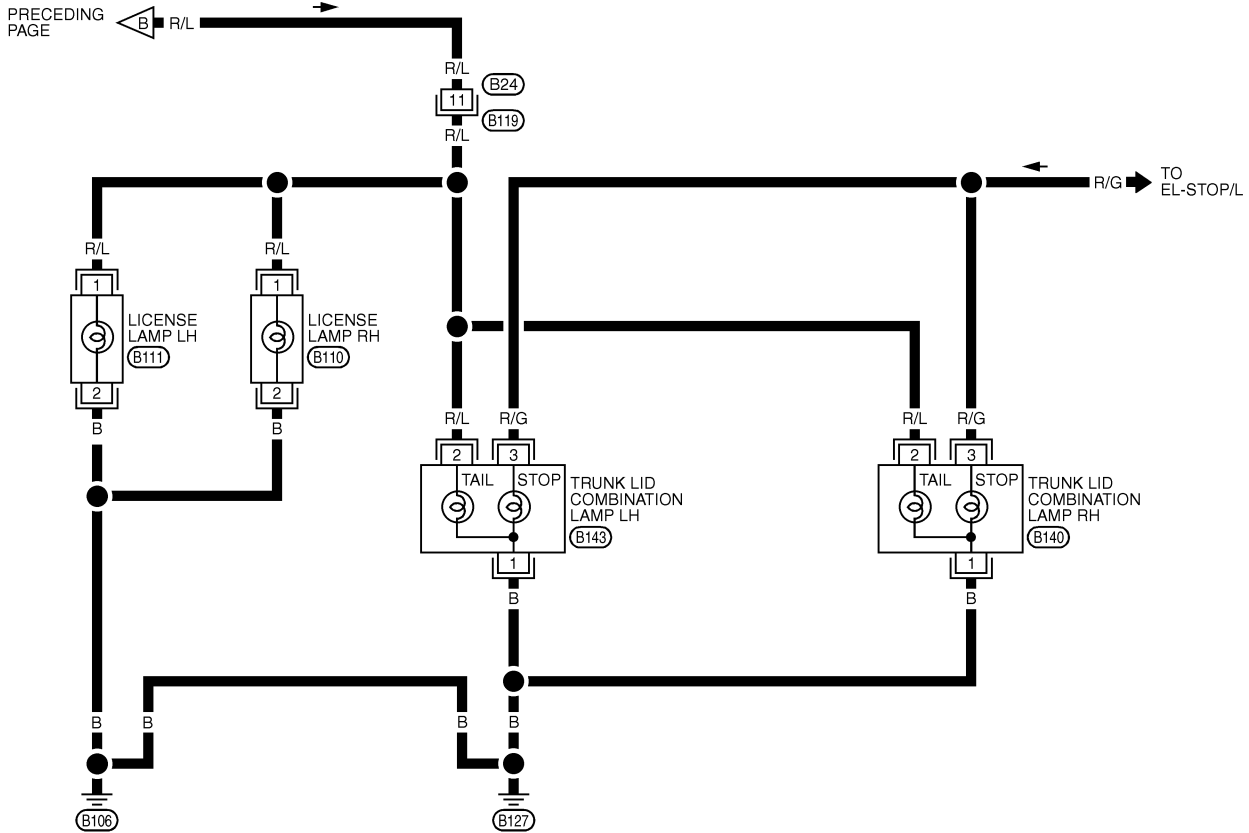 PRECEDING
PAGE
B
R/L
R/L
B24
11
B119
R/L
R/G
TO
EL-STOP/L
R/L
R/L
1
1
LICENSE
LAMP LH
B111
LICENSE
LAMP RH
B110
2
2
B
B
R/L
R/G
R/L
R/G
2
3
2
3
TAIL
STOP
TRUNK LID
COMBINATION
LAMP LH
B143
TAIL
STOP
TRUNK LID
COMBINATION
LAMP RH
B140
1
1
B
B
B
B
B
B
B106
B127